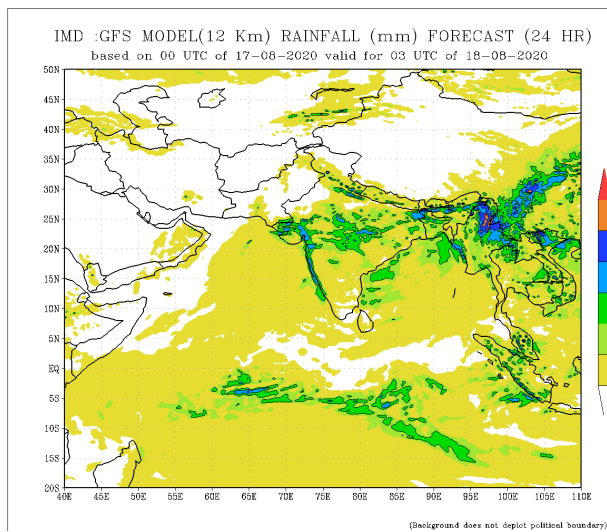 IMD :GFS MODEL(12 Km) RAINFALL (mm) FORECAST (24 HR)
based on 00 UTC of 17-08-2020 valid for 03 UTC of 18-08-2020
50N
45N
40N
35N
30N
25N
20N
15N
10N
5N
EQ
5S
10S
15S
20S
40E 45E 50E 55E 60E 65E 70E 75E 80E 85E 90E 95E 100E 105E 110E
(Background does not depict political boundary)